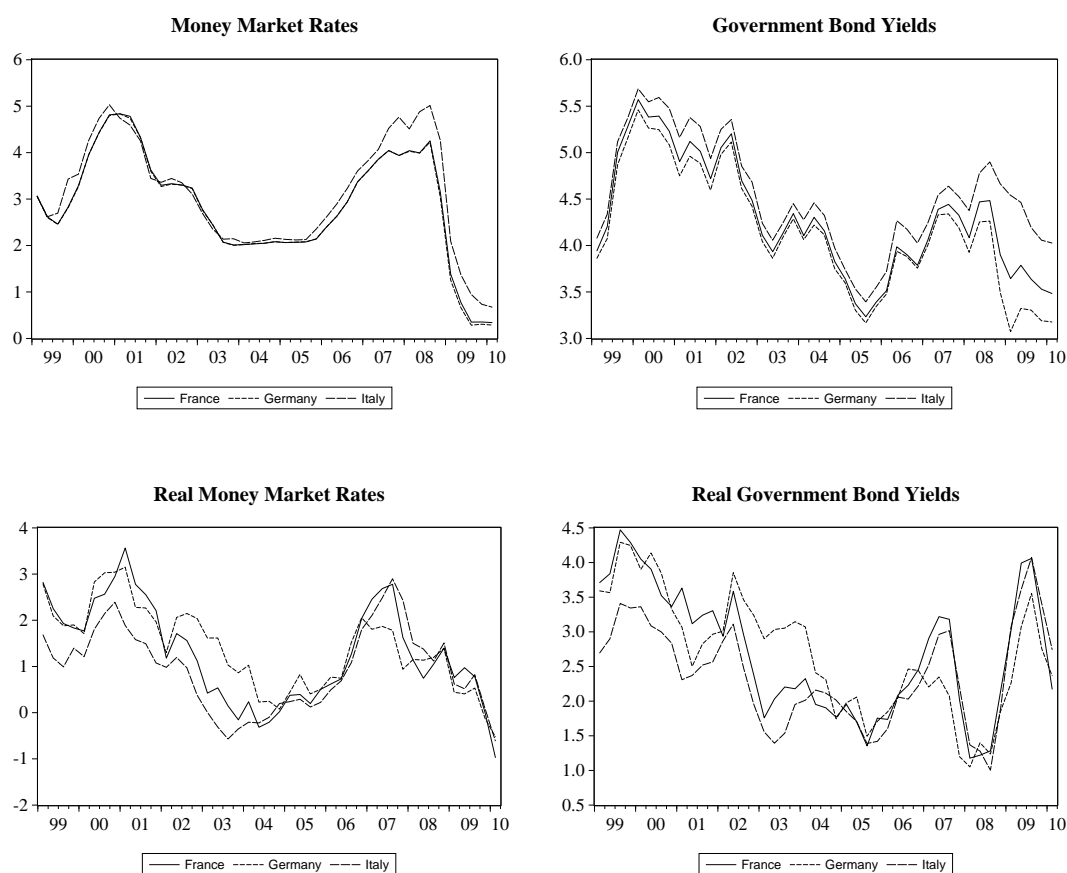 Money Market Rates
6
5
4
3
2
1
0
99 00 01 02 03 04 05 06 07 08 09 10
France Germany Italy
Government Bond Yields
6.0
5.5
5.0
4.5
4.0
3.5
3.0
99 00 01 02 03 04 05 06 07 08 09 10
France Germany Italy
Real Money Market Rates
4
3
2
1
0
-1
-2
99 00 01 02 03 04 05 06 07 08 09 10
France Germany Italy
Real Government Bond Yields
4.5
4.0
3.5
3.0
2.5
2.0
1.5
1.0
0.5
99 00 01 02 03 04 05 06 07 08 09 10
France Germany Italy